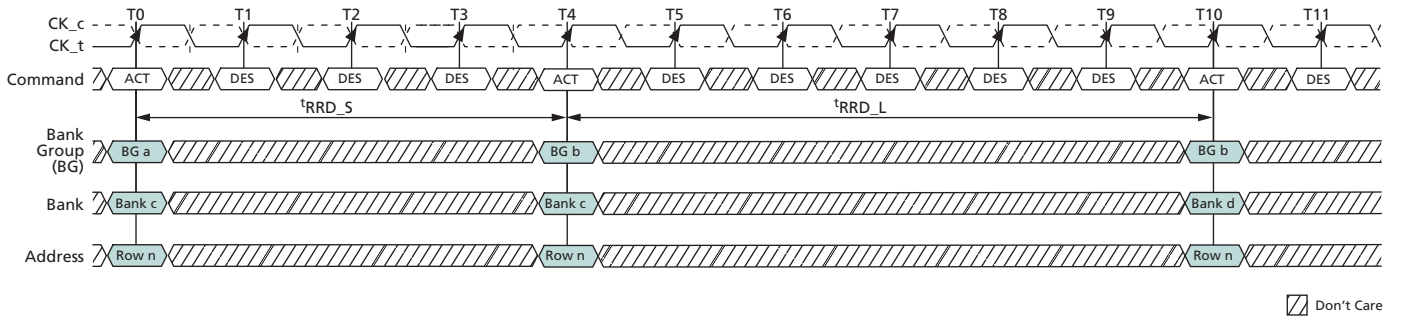 T0 T1 T2 T3 T4 T5 T6 T7 T8 T9 T10 T11
CK_c
CK_t
Command ACT DES DES DES ACT DES DES DES DES DES ACT DES
tRRD_S tRRD_L
Bank
Group
(BG)
BG a BG b BG b
Bank Bank c Bank c Bank d
Address Row n Row n Row n
Don't Care